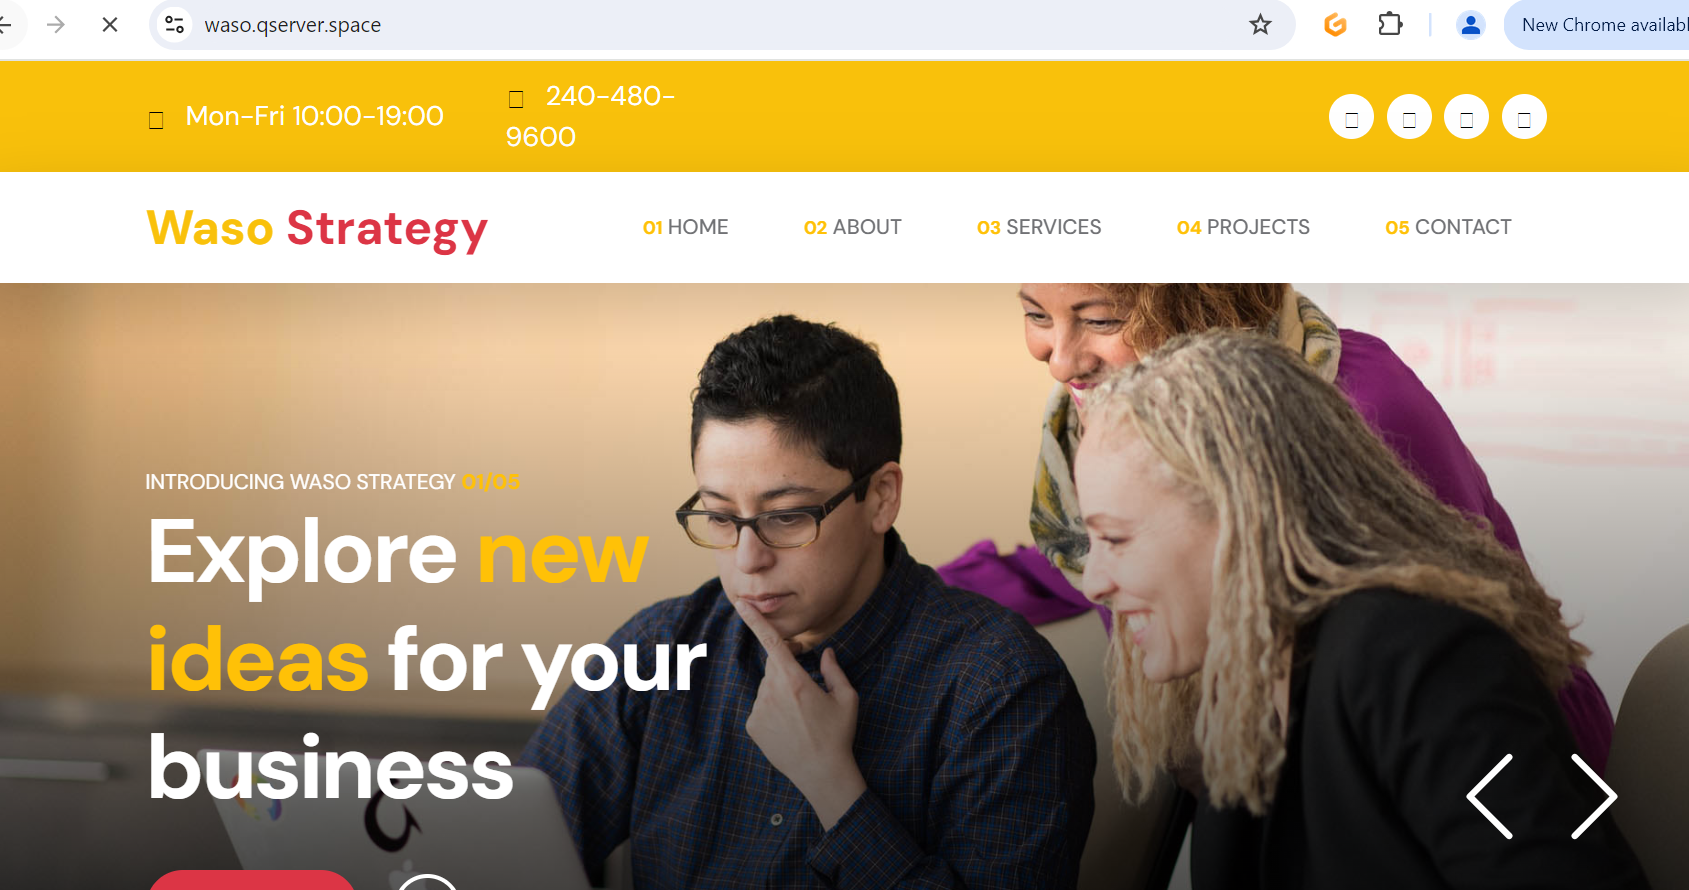 waso.qserver.space
New Chrome availabl
Mon-Fri 10:00-19:00
240-480-
9600
Waso Strategy
01 HOME
02 ABOUT
03 SERVICES
04 PROJECTS
05 CONTACT
INTRODUCING WASO STRATEGY 01/05
Explore new
ideas for your
business